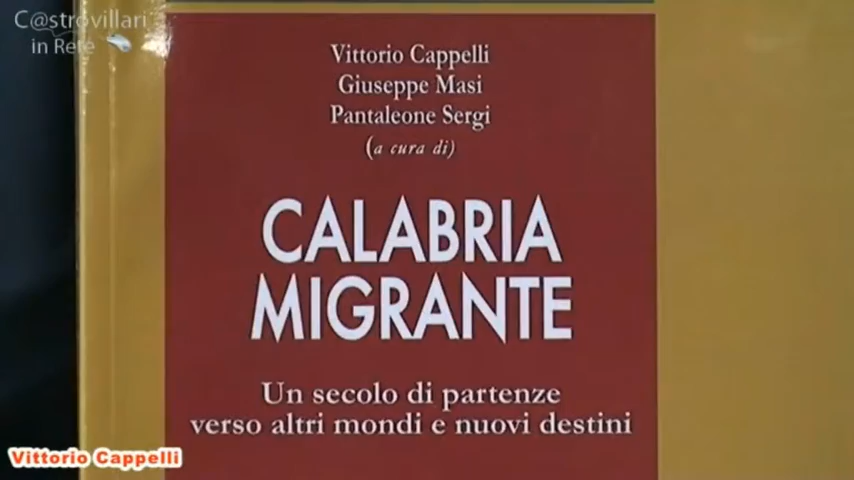 C@strovillari
in Rete
Vittorio Cappelli
Giuseppe Masi
Pantaleone Sergi
(a cura di)
CALABRIA
MIGRANTE
Un secolo di partenze
verso altri mondi e nuovi destini
Vittorio Cappelli